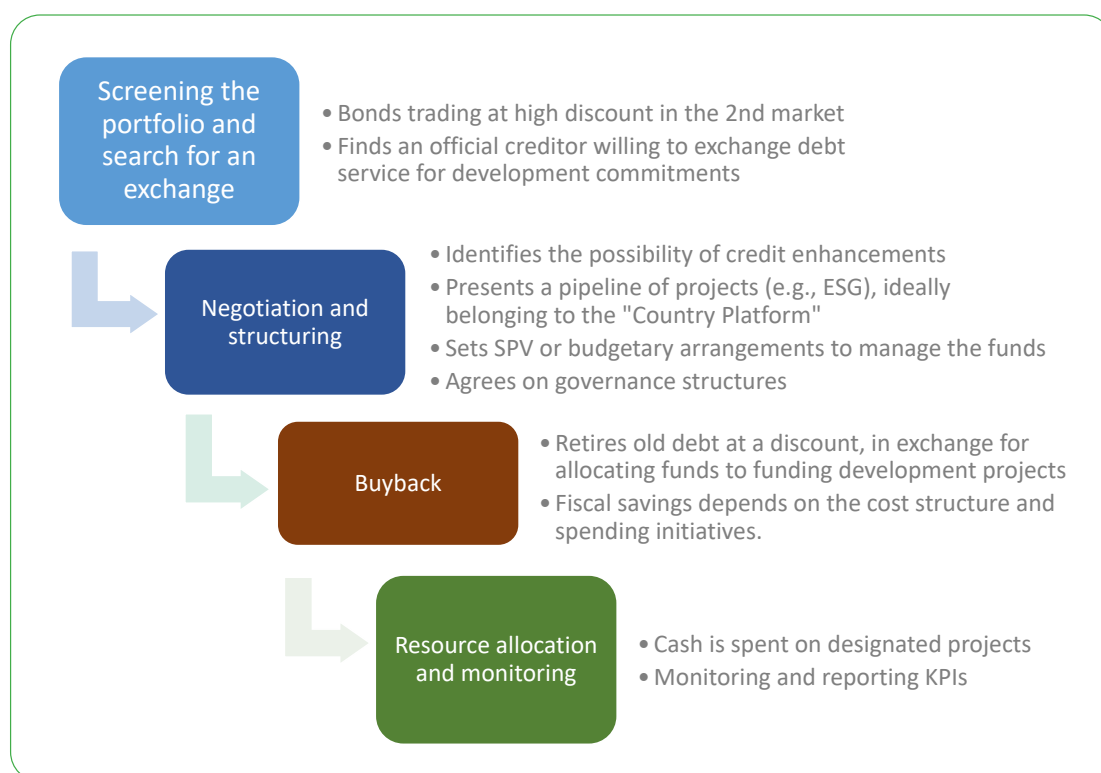 Screening the
portfolio and
search for an
exchange
• Bonds trading at high discount in the 2nd market
• Finds an official creditor willing to exchange debt
service for development commitments
Negotiation and
structuring
• Identifies the possibility of credit enhancements
• Presents a pipeline of projects (e.g., ESG), ideally
belonging to the "Country Platform"
• Sets SPV or budgetary arrangements to manage the funds
• Agrees on governance structures
Buyback
• Retires old debt at a discount, in exchange for
allocating funds to funding development projects
• Fiscal savings depends on the cost structure and
spending initiatives.
Resource allocation
and monitoring
• Cash is spent on designated projects
• Monitoring and reporting KPIs